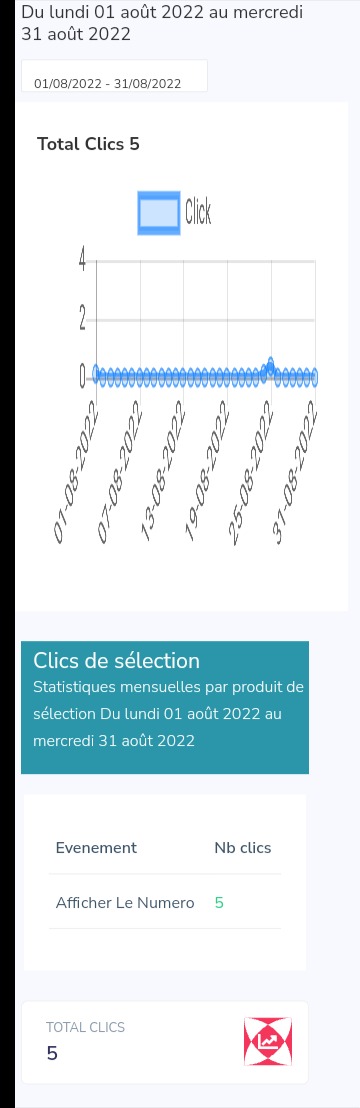 Du lundi 01 août 2022 au mercredi
31 août 2022
01/08/2022 - 31/08/2022
Total Clics 5
Click
4
2
0
01-08-2022
07-08-2022
13-08-2022
19-08-2022
25-08-2022
31-08-2022
Clics de sélection
Statistiques mensuelles par produit de
sélection Du lundi 01 août 2022 au
mercredi 31 août 2022
Evenement Nb clics
Afficher Le Numero 5
TOTAL CLICS
5